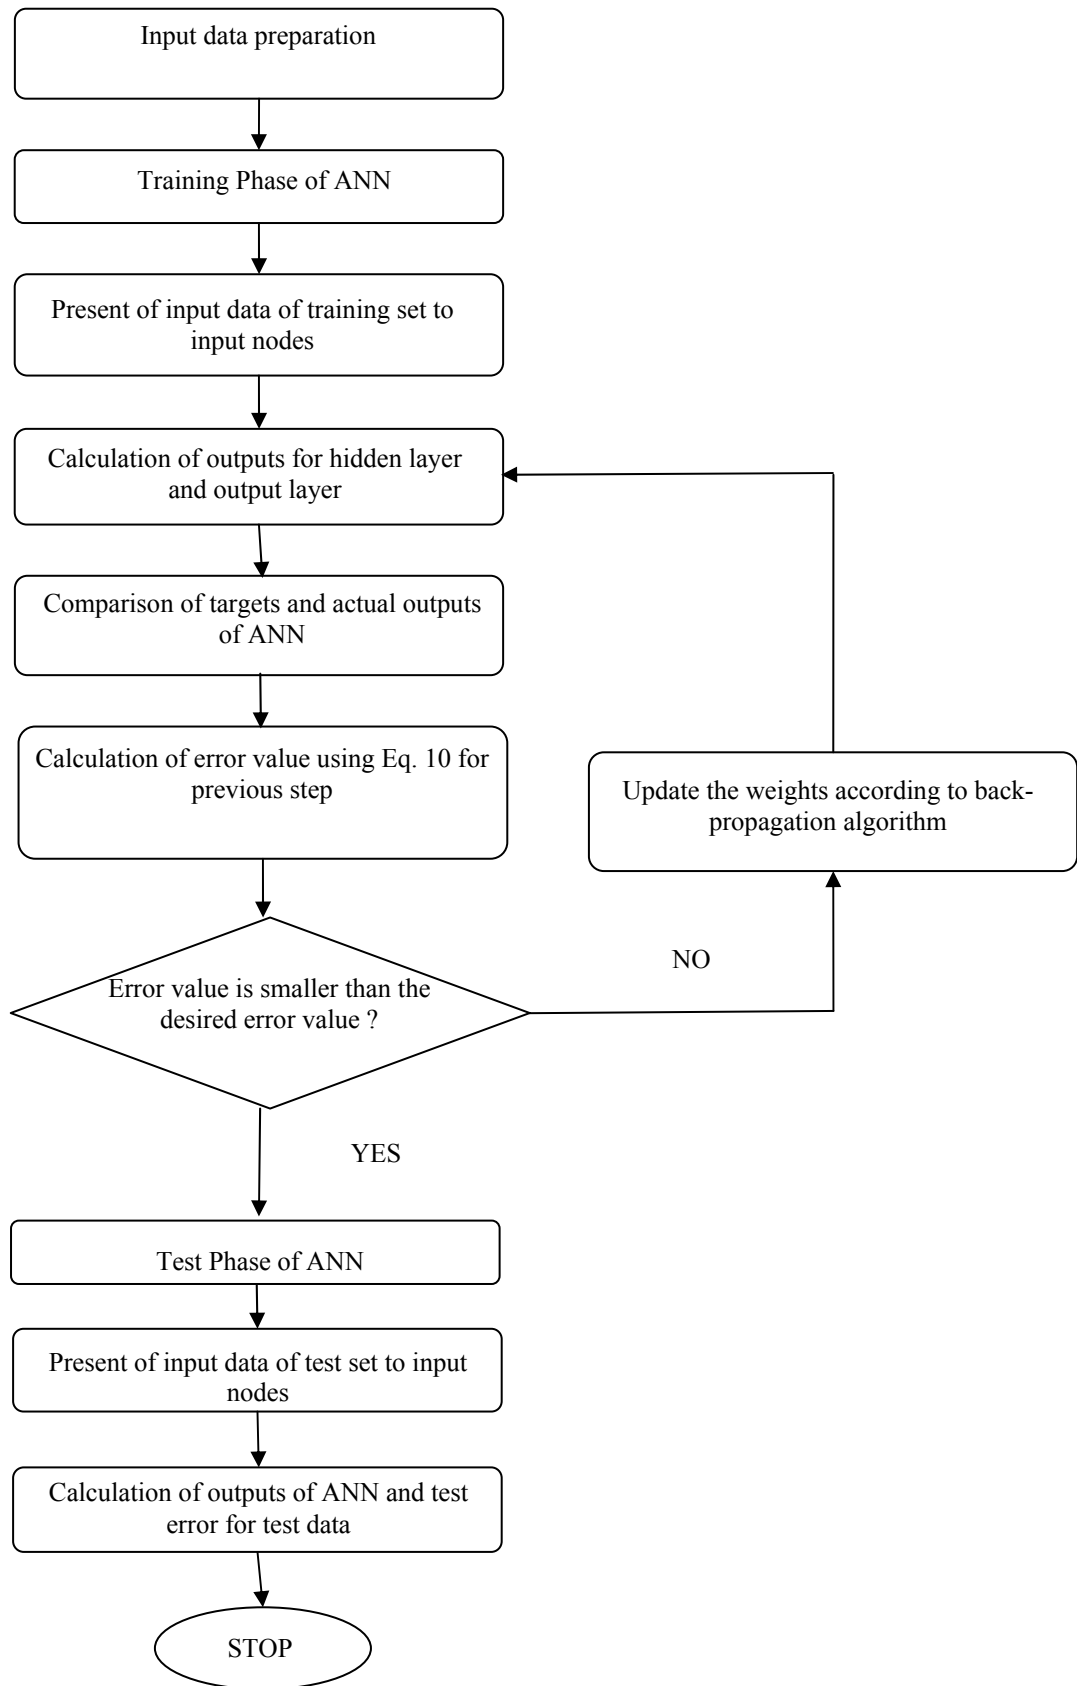 Input data preparation
Training Phase of ANN
Present of input data of training set to
input nodes
Calculation of outputs for hidden layer
and output layer
Comparison of targets and actual outputs
of ANN
Calculation of error value using Eq. 10 for
previous step
Update the weights according to back-
propagation algorithm
Error value is smaller than the
desired error value ?
NO
YES
Test Phase of ANN
Present of input data of test set to input
nodes
Calculation of outputs of ANN and test
error for test data
STOP